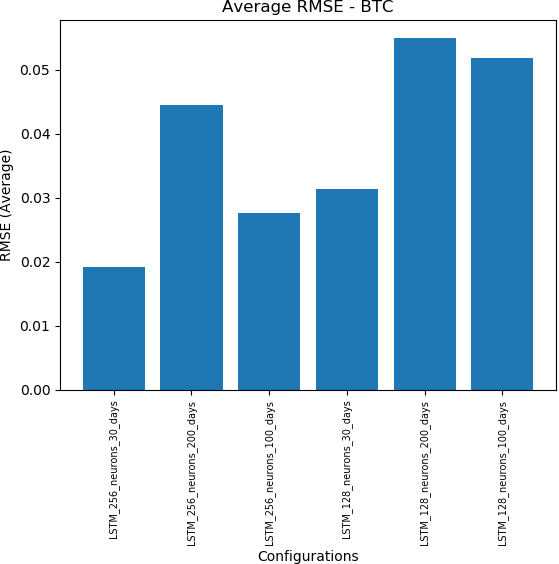 Average RMSE - BTC
RMSE (Average)
0.05
0.04
0.03
0.02
0.01
0.00
LSTM_256_neurons_30_days
LSTM_256_neurons_200_days
LSTM_256_neurons_100_days
LSTM_128_neurons_30_days
LSTM_128_neurons_200_days
LSTM_128_neurons_100_days
Configurations